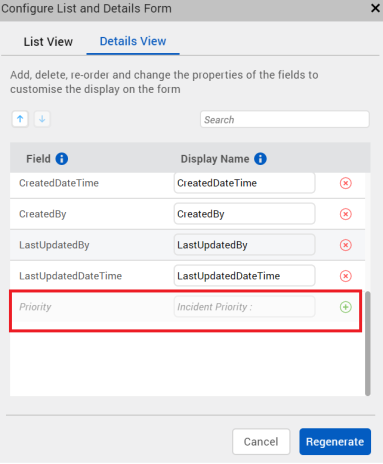 Configure List and Details Form
List View Details View
Add, delete, re-order and change the properties of the fields to
customise the display on the form
Search
Field Display Name
CreatedDateTime CreatedDateTime
CreatedBy CreatedBy
LastUpdatedBy LastUpdatedBy
LastUpdatedDateTime LastUpdatedDateTime
Priority Incident Priority :
Cancel Regenerate